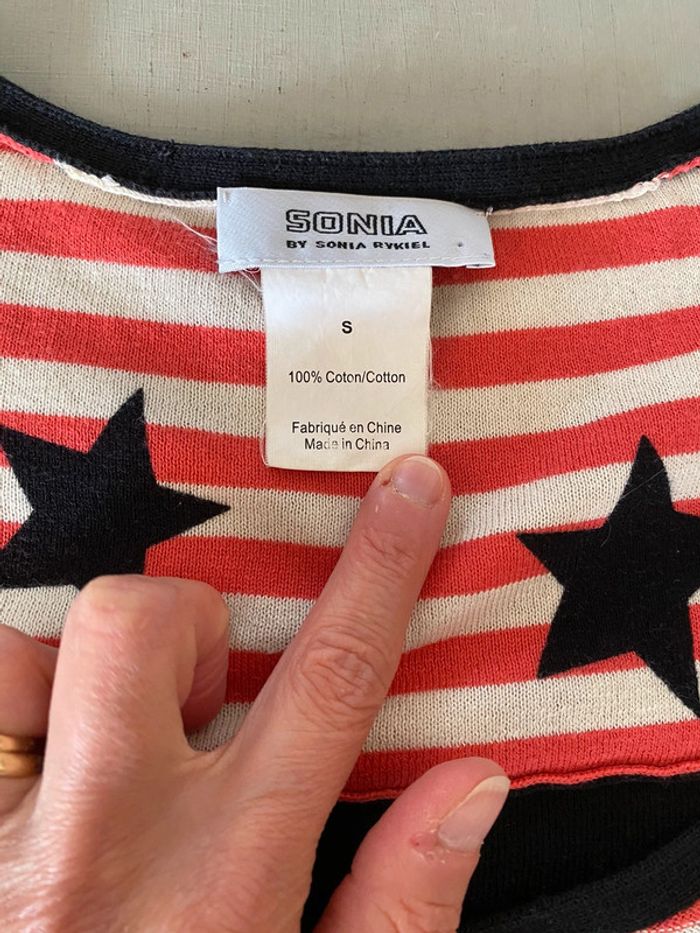 SONIA
BY SONIA RYKIEL
S
100% Coton/Cotton
Fabriqué en Chine
Made in China